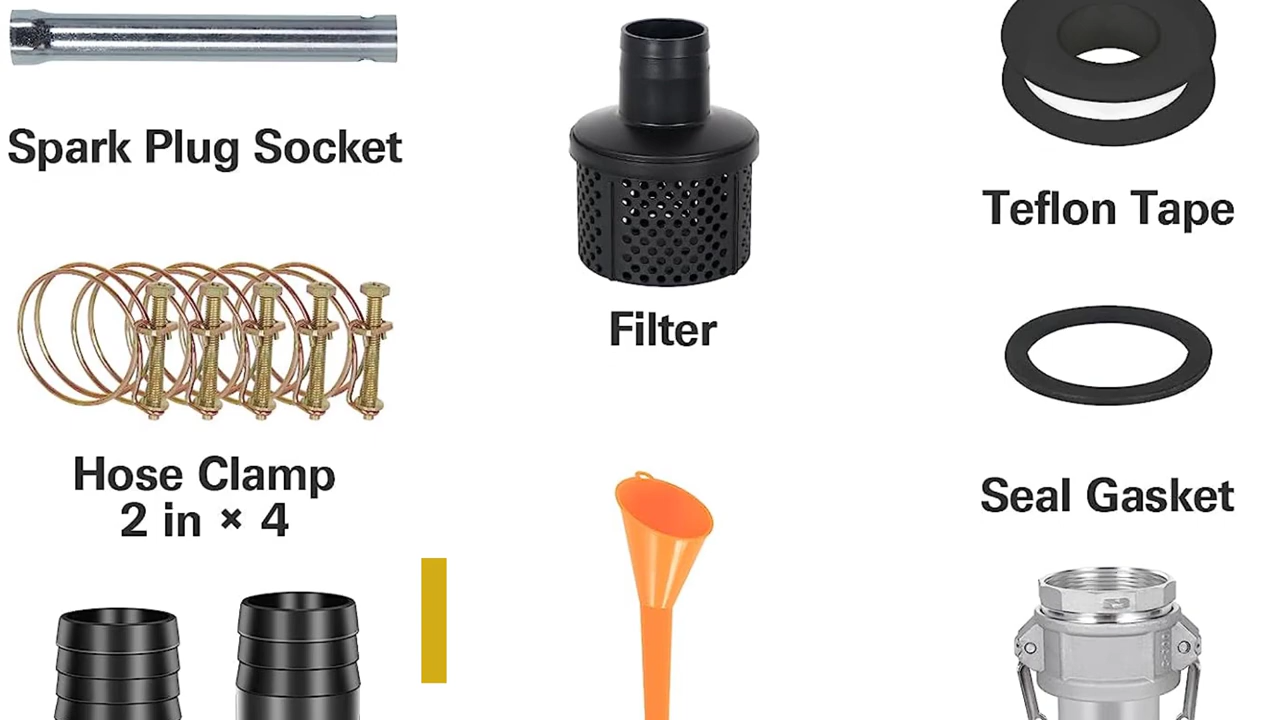 Spark Plug Socket
Filter
Teflon Tape
Hose Clamp
2 in × 4
Seal Gasket